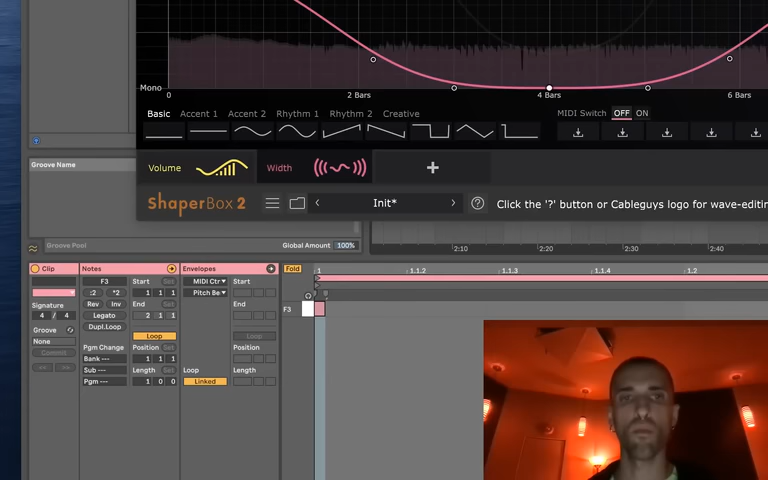 Mono
0 2 Bars 4 Bars 6 Bars
Basic Accent 1 Accent 2 Rhythm 1 Rhythm 2 Creative MIDI Switch OFF ON
Volume Width +
ShaperBox 2 Init* ? Click the '?' button or Cableguys logo for wave-editin
Groove Name
Groove Pool Global Amount 100%
2:10 2:20 2:30 2:40
Clip Notes Envelopes Fold 1 1.1.2 1.1.3 1.1.4 1.2
F3 Start Set MIDI Ctr Start
:2 *2 1 1 1 Pitch Be
Signature Rev Inv End Set End
4 / 4 Legato 2 1 1 F3
Groove Dupl.Loop
None Loop Loop
Commit Pgm Change Position Set Position
<< >> Bank --- 1 1 1
Sub --- Length Set Loop Length
Pgm --- 1 0 0 Linked